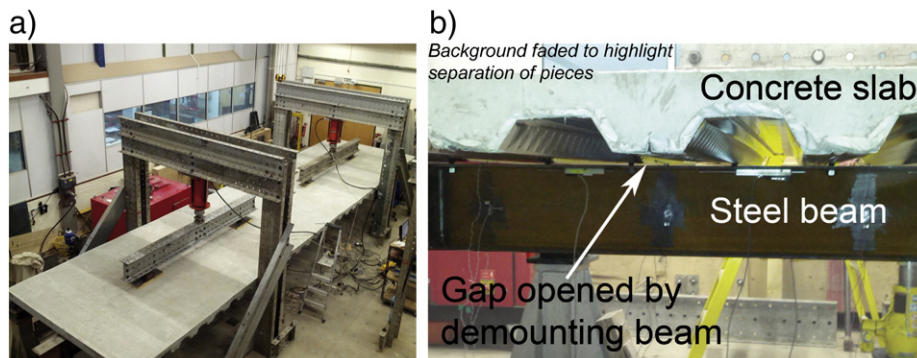 a)
b)
Background faded to highlight
separation of pieces
Concrete slab
Steel beam
Gap opened by
demounting beam